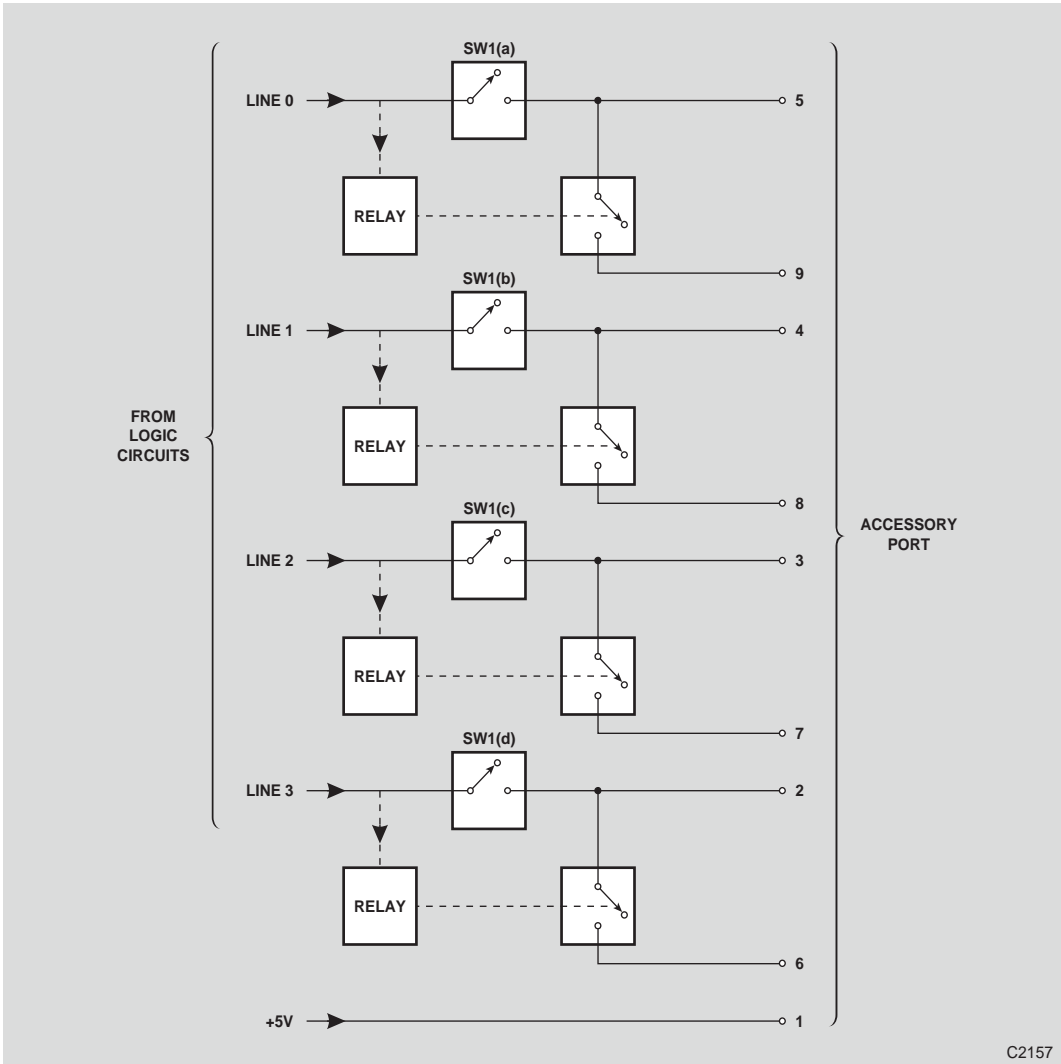 SW1(a)
LINE 0
5
RELAY
9
SW1(b)
LINE 1
4
RELAY
8
FROM
LOGIC
CIRCUITS
SW1(c)
ACCESSORY
PORT
LINE 2
3
RELAY
7
SW1(d)
LINE 3
2
RELAY
6
+5V
1
C2157